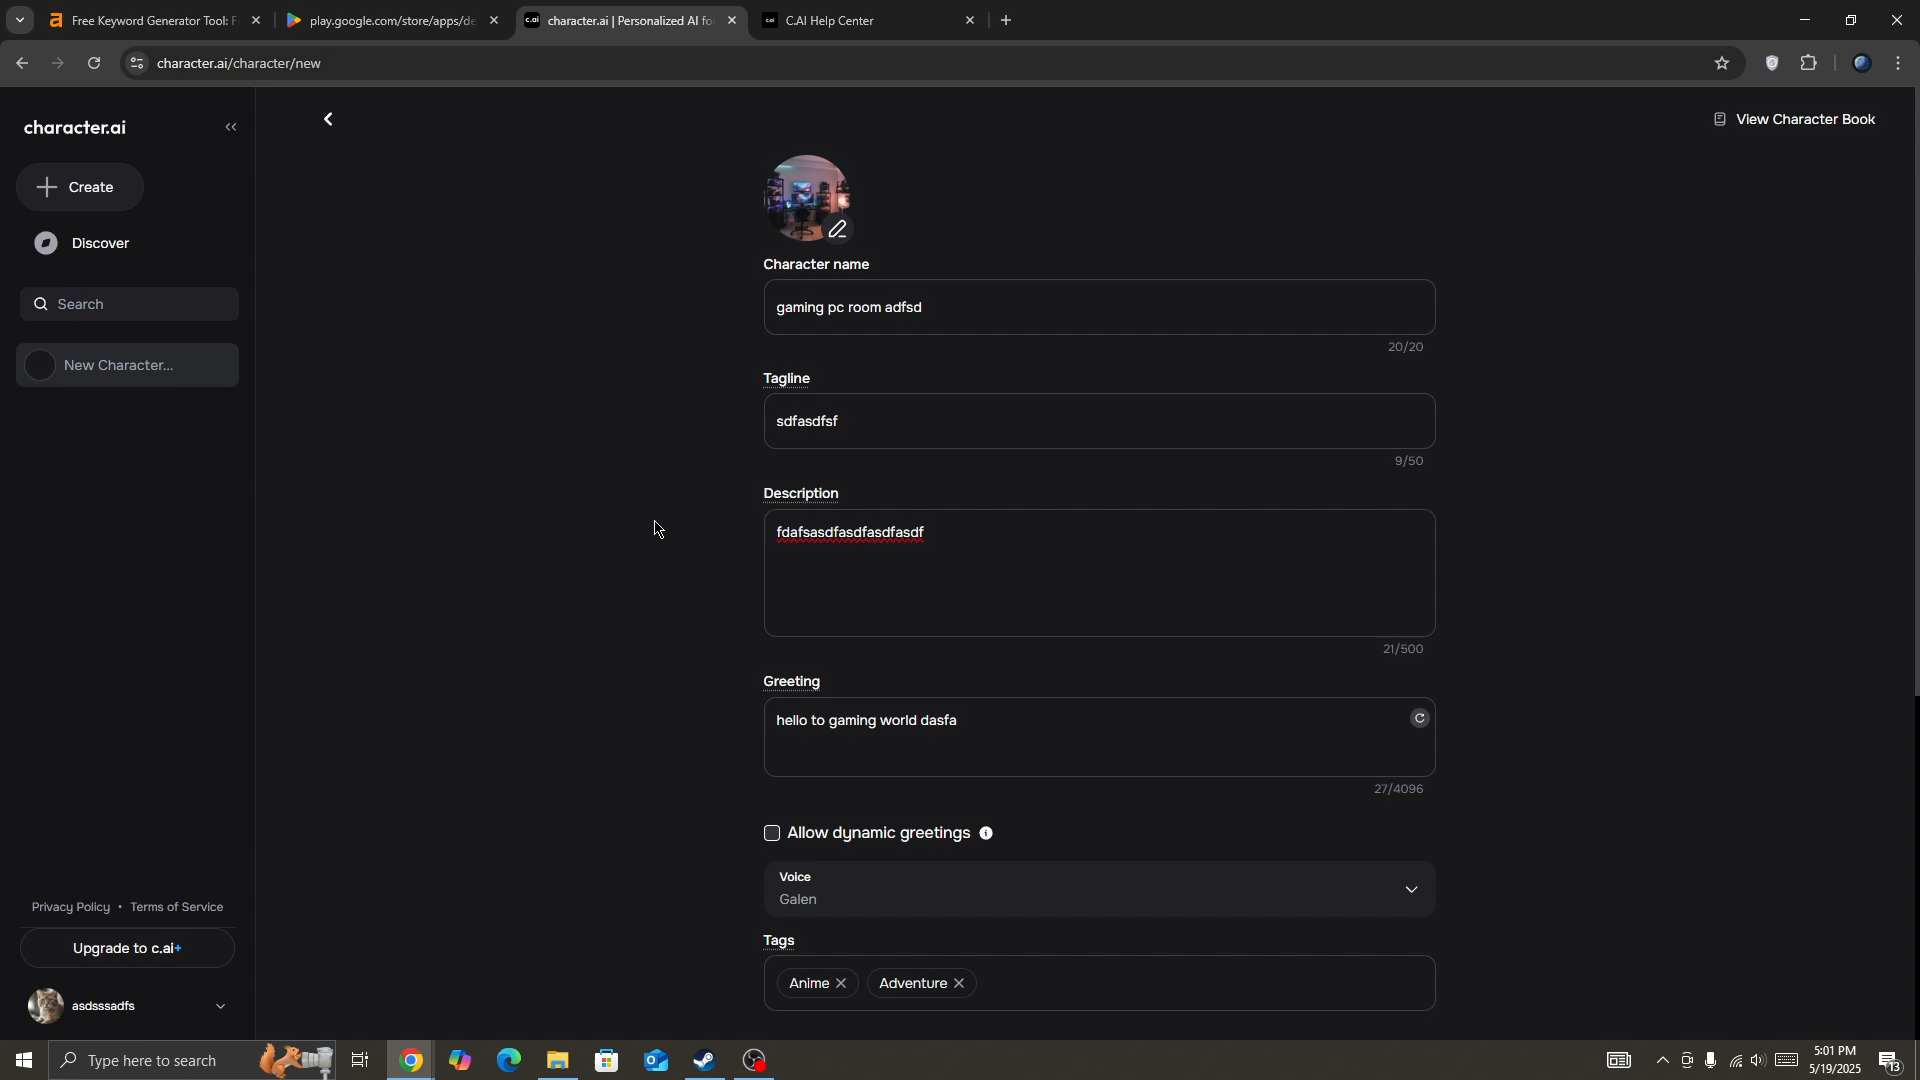 Free Keyword Generator Tool: F
play.google.com/store/apps/de
c.ai
character.ai | Personalized AI fo
c.ai
C.AI Help Center
character.ai/character/new
character.ai
View Character Book
Create
Discover
Search
New Character...
Character name
gaming pc room adfsd
20/20
Tagline
sdfasdfsf
9/50
Description
fdafsasdfasdfasdfasdf
21/500
Greeting
hello to gaming world dasfa
27/4096
Allow dynamic greetings
Voice
Galen
Tags
Anime
Adventure
Privacy Policy • Terms of Service
Upgrade to c.ai+
asdsssadfs
Type here to search
5:01 PM
5/19/2025
13